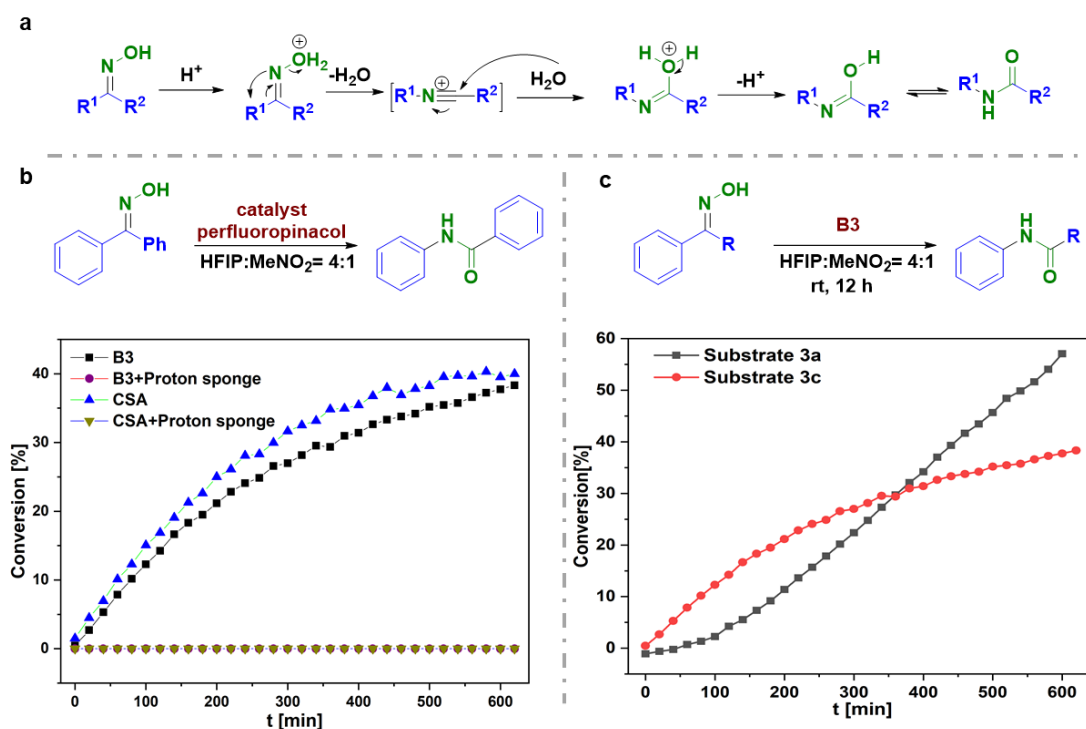 a
N OH
R¹ R²
H⁺
N OH₂ +
R¹ R²
-H₂O
[R¹-N≡C-R²] +
H₂O
H O H +
R¹ N R²
-H⁺
O H
R¹ N R²
O
R¹ N H R²
b
N OH
Ph
catalyst
perfluoropinacol
HFIP:MeNO₂= 4:1
H
N
O
c
N OH
R
B3
HFIP:MeNO₂= 4:1
rt, 12 h
H
N R
O
B3
B3+Proton sponge
CSA
CSA+Proton sponge
Conversion [%]
40
30
20
10
0
0 100 200 300 400 500 600
t [min]
Substrate 3a
Substrate 3c
Conversion[%]
60
50
40
30
20
10
0
0 100 200 300 400 500 600
t [min]